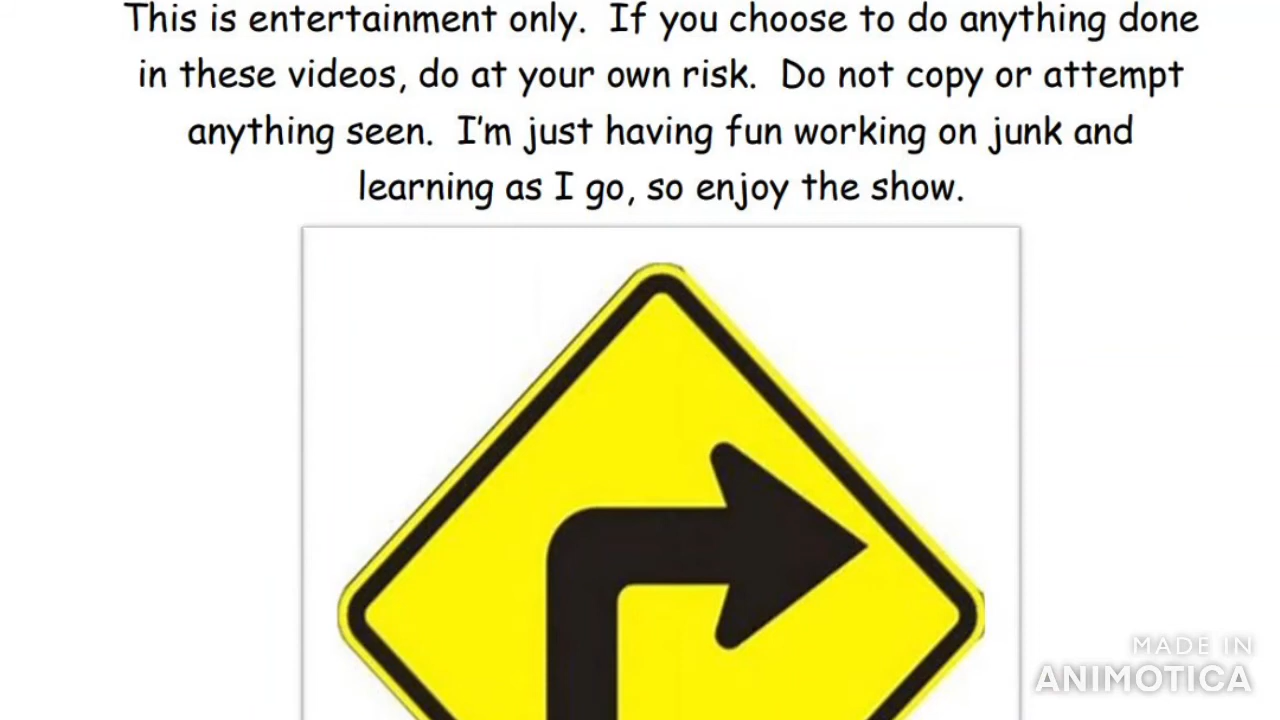 This is entertainment only.  If you choose to do anything done
in these videos, do at your own risk.  Do not copy or attempt
anything seen.  I'm just having fun working on junk and
learning as I go, so enjoy the show.
MADE IN
ANIMOTICA